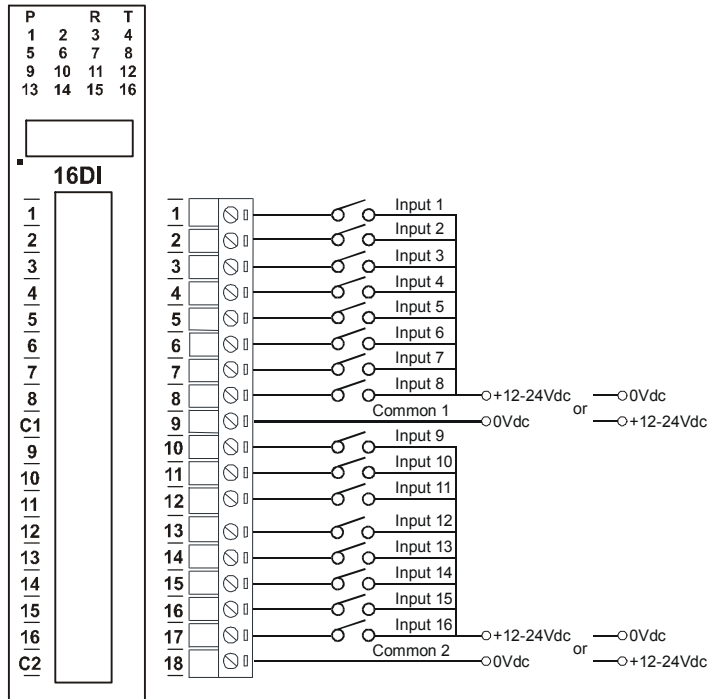 P R T
1 2 3 4
5 6 7 8
9 10 11 12
13 14 15 16
16DI
1 1 Input 1
2 2 Input 2
3 3 Input 3
4 4 Input 4
5 5 Input 5
6 6 Input 6
7 7 Input 7
8 8 Input 8 +12-24Vdc or 0Vdc
C1 9 Common 1 0Vdc +12-24Vdc
9 10 Input 9
10 11 Input 10
11 12 Input 11
12 13 Input 12
13 14 Input 13
14 15 Input 14
15 16 Input 15
16 17 Input 16 +12-24Vdc or 0Vdc
C2 18 Common 2 0Vdc +12-24Vdc